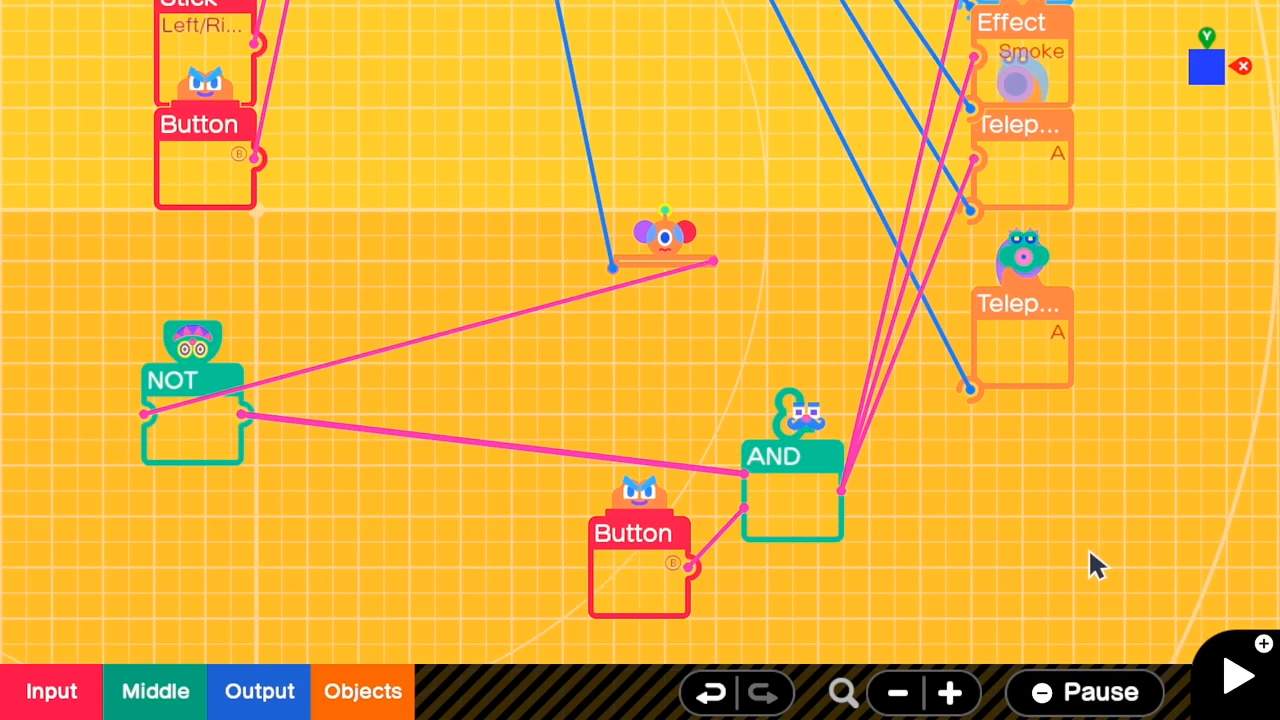 Stick
Left/Ri...
Button
B
Effect
Smoke
Telep...
A
Telep...
A
NOT
AND
Button
B
Y
X
Input
Middle
Output
Objects
Pause